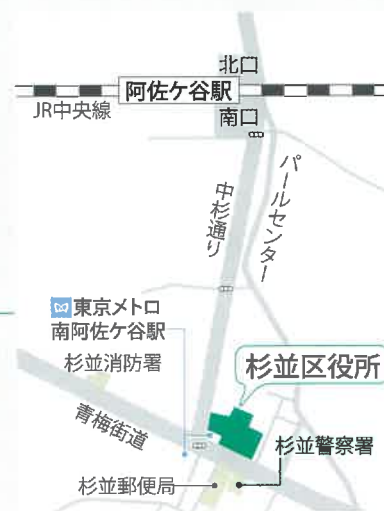 北口
阿佐ケ谷駅
JR中央線
南口
パールセンター
中杉通り
東京メトロ
南阿佐ケ谷駅
杉並消防署
杉並区役所
青梅街道
杉並警察署
杉並郵便局